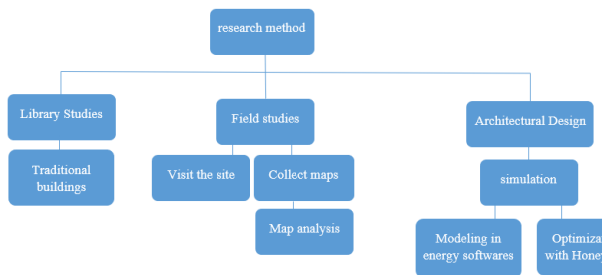 research method
Library Studies
Field studies
Architectural Design
Traditional
buildings
Visit the site
Collect maps
simulation
Map analysis
Modeling in
energy softwares
with